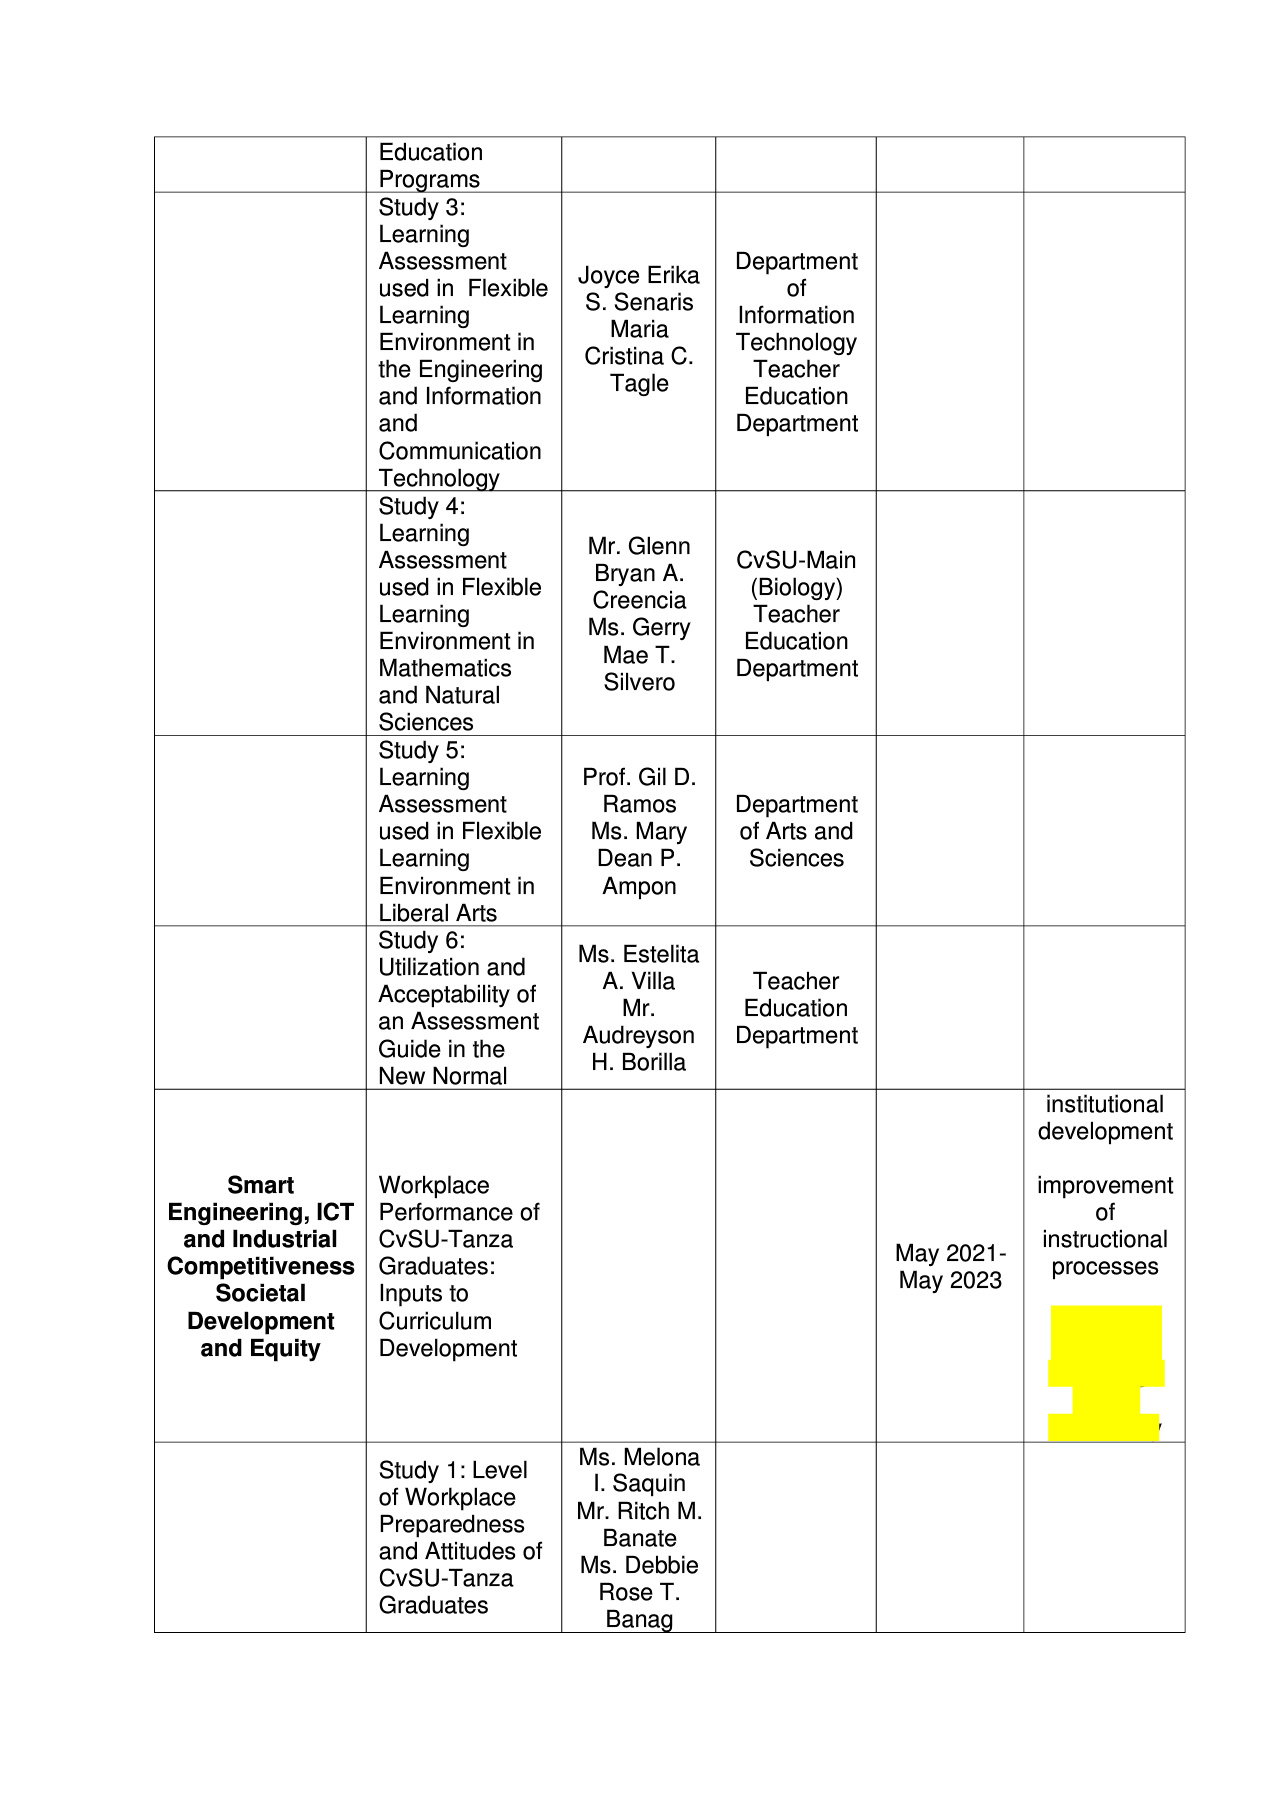 Education
Programs
Study 3:
Learning
Assessment
used in  Flexible
Learning
Environment in
the Engineering
and Information
and
Communication
Technology
Joyce Erika
S. Senaris
Maria
Cristina C.
Tagle
Department
of
Information
Technology
Teacher
Education
Department
Study 4:
Learning
Assessment
used in Flexible
Learning
Environment in
Mathematics
and Natural
Sciences
Mr. Glenn
Bryan A.
Creencia
Ms. Gerry
Mae T.
Silvero
CvSU-Main
(Biology)
Teacher
Education
Department
Study 5:
Learning
Assessment
used in Flexible
Learning
Environment in
Liberal Arts
Prof. Gil D.
Ramos
Ms. Mary
Dean P.
Ampon
Department
of Arts and
Sciences
Study 6:
Utilization and
Acceptability of
an Assessment
Guide in the
New Normal
Ms. Estelita
A. Villa
Mr.
Audreyson
H. Borilla
Teacher
Education
Department
Smart
Engineering, ICT
and Industrial
Competitiveness
Societal
Development
and Equity
Workplace
Performance of
CvSU-Tanza
Graduates:
Inputs to
Curriculum
Development
May 2021-
May 2023
institutional
development
improvement
of
instructional
processes
Study 1: Level
of Workplace
Preparedness
and Attitudes of
CvSU-Tanza
Graduates
Ms. Melona
I. Saquin
Mr. Ritch M.
Banate
Ms. Debbie
Rose T.
Banag